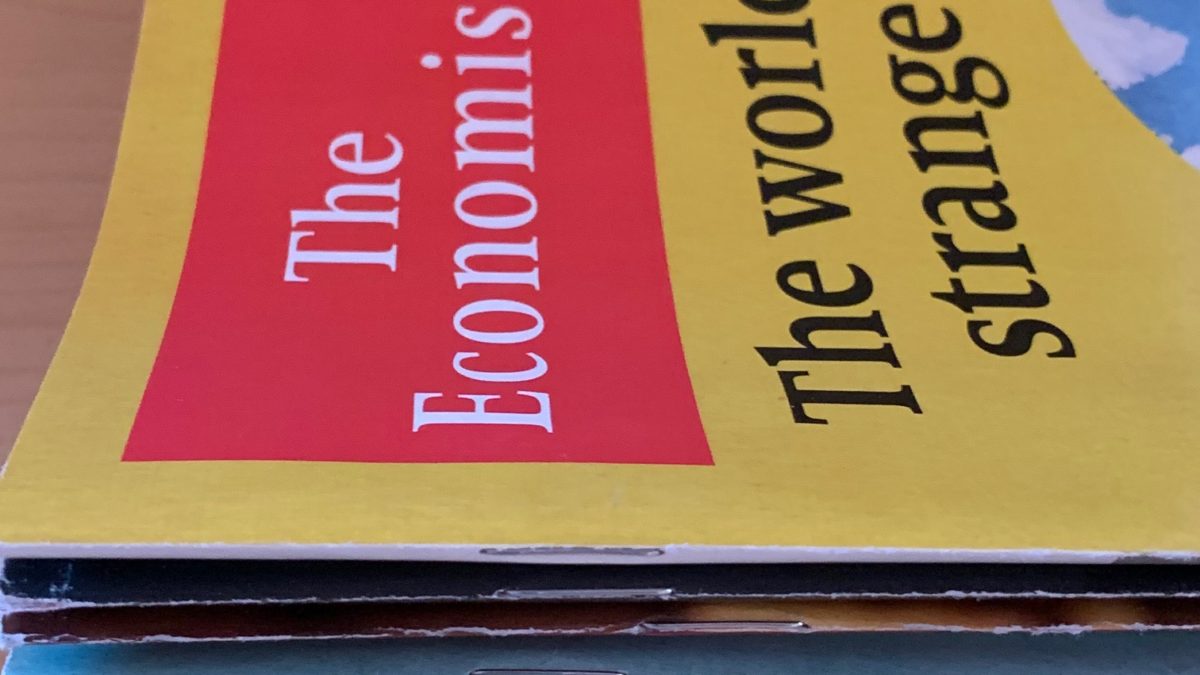 The
Economis
The worl
strange